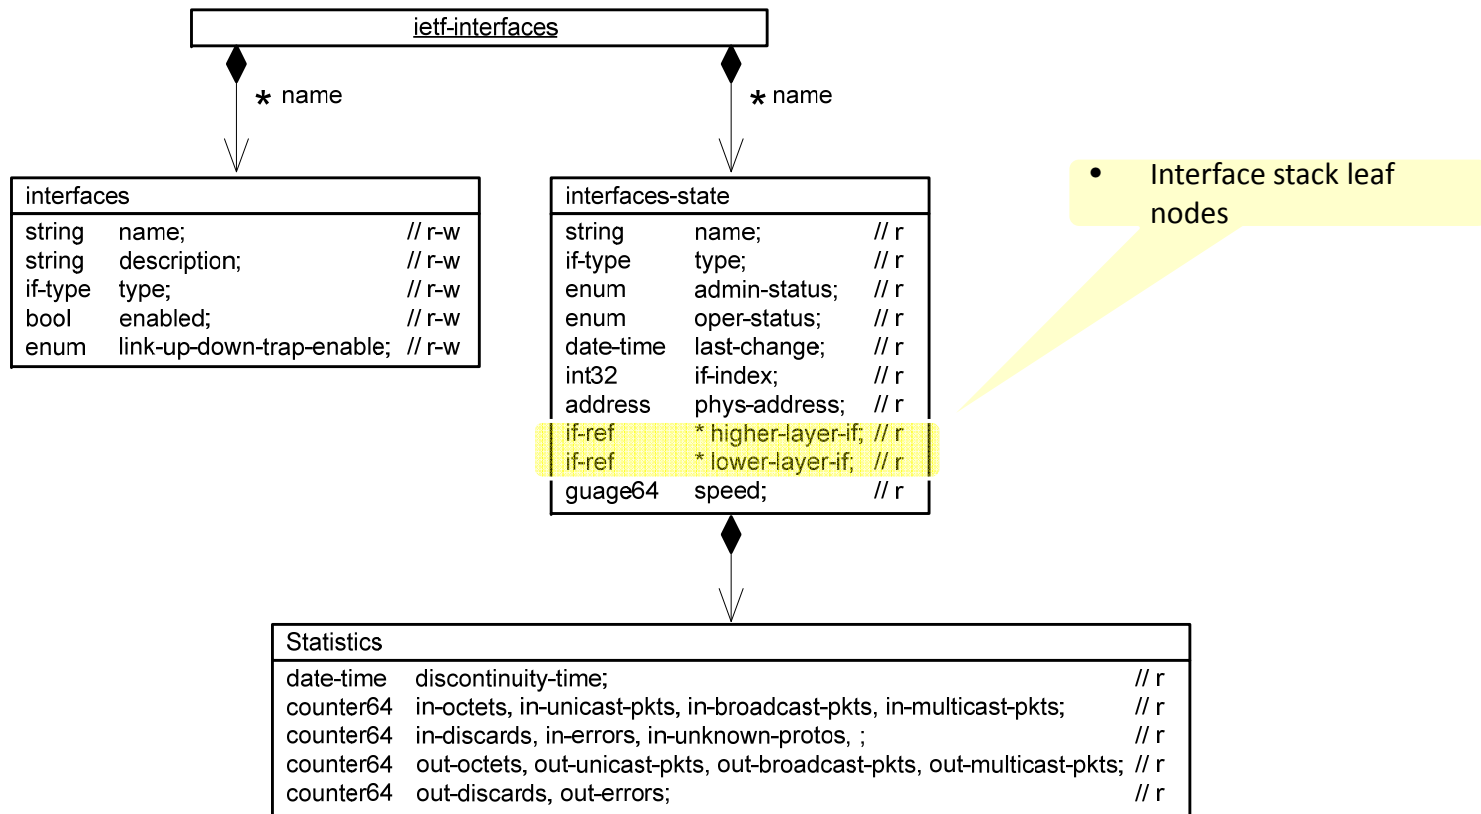 ietf-interfaces
* name
* name
interfaces
string name; // r-w
string description; // r-w
if-type type; // r-w
bool enabled; // r-w
enum link-up-down-trap-enable; // r-w
interfaces-state
string name; // r
if-type type; // r
enum admin-status; // r
enum oper-status; // r
date-time last-change; // r
int32 if-index; // r
address phys-address; // r
if-ref * higher-layer-if; // r
if-ref * lower-layer-if; // r
guage64 speed; // r
• Interface stack leaf
nodes
Statistics
date-time discontinuity-time; // r
counter64 in-octets, in-unicast-pkts, in-broadcast-pkts, in-multicast-pkts; // r
counter64 in-discards, in-errors, in-unknown-protos, ; // r
counter64 out-octets, out-unicast-pkts, out-broadcast-pkts, out-multicast-pkts; // r
counter64 out-discards, out-errors; // r